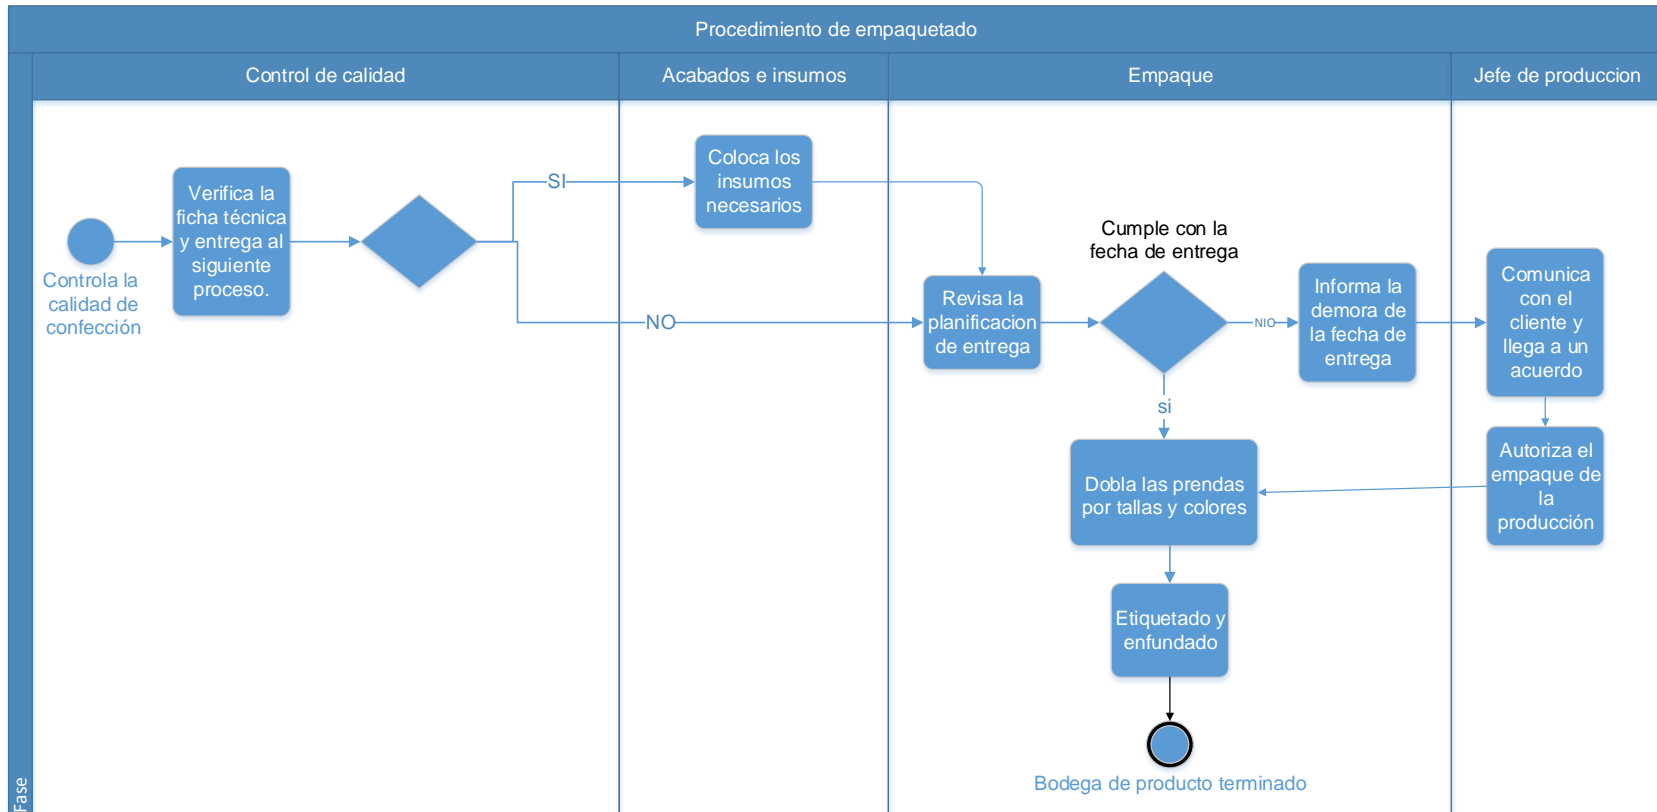 Procedimiento de empaquetado
Control de calidad
Acabados e insumos
Empaque
Jefe de produccion
Fase
Controla la
calidad de
confección
Verifica la
ficha técnica
y entrega al
siguiente
proceso.
SI
NO
Coloca los
insumos
necesarios
Revisa la
planificacion
de entrega
Cumple con la
fecha de entrega
NIO
si
Informa la
demora de
la fecha de
entrega
Comunica
con el
cliente y
llega a un
acuerdo
Autoriza el
empaque de
la
producción
Dobla las prendas
por tallas y colores
Etiquetado y
enfundado
Bodega de producto terminado